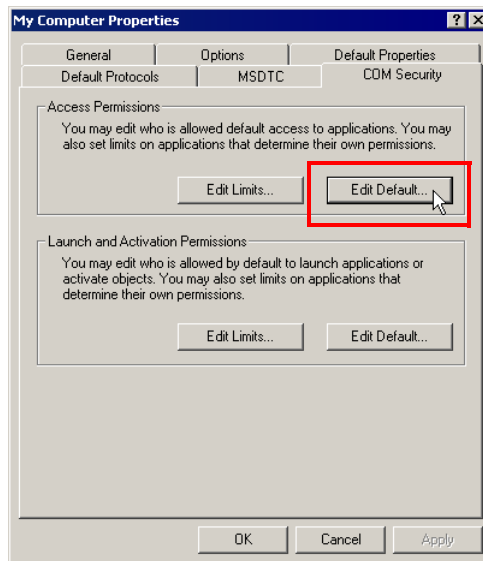 My Computer Properties
General Options Default Properties
Default Protocols MSDTC COM Security
Access Permissions
You may edit who is allowed default access to applications. You may
also set limits on applications that determine their own permissions.
Edit Limits... Edit Default...
Launch and Activation Permissions
You may edit who is allowed by default to launch applications or
activate objects. You may also set limits on applications that
determine their own permissions.
Edit Limits... Edit Default...
OK Cancel Apply